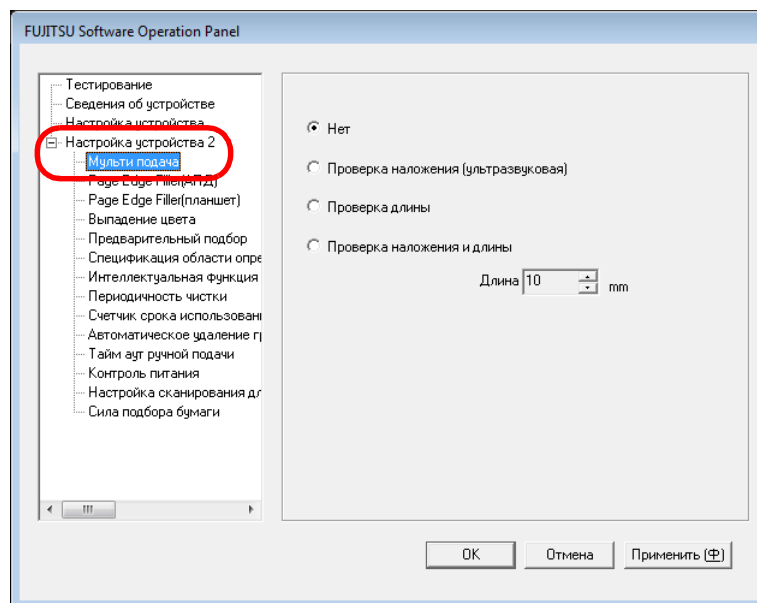 FUJITSU Software Operation Panel
Тестирование
Сведения об устройстве
Настройка устройства
Настройка устройства 2
Мульти подача
Page Edge Filler(АПД)
Page Edge Filler(планшет)
Выпадение цвета
Предварительный подбор
Спецификация области опре
Интеллектуальная функция
Периодичность чистки
Счетчик срока использован
Автоматическое удаление г
Тайм аут ручной подачи
Контроль питания
Настройка сканирования дл
Сила подбора бумаги
Нет
Проверка наложения (ультразвуковая)
Проверка длины
Проверка наложения и длины
Длина 10 mm
OK Отмена Применить (Ф)